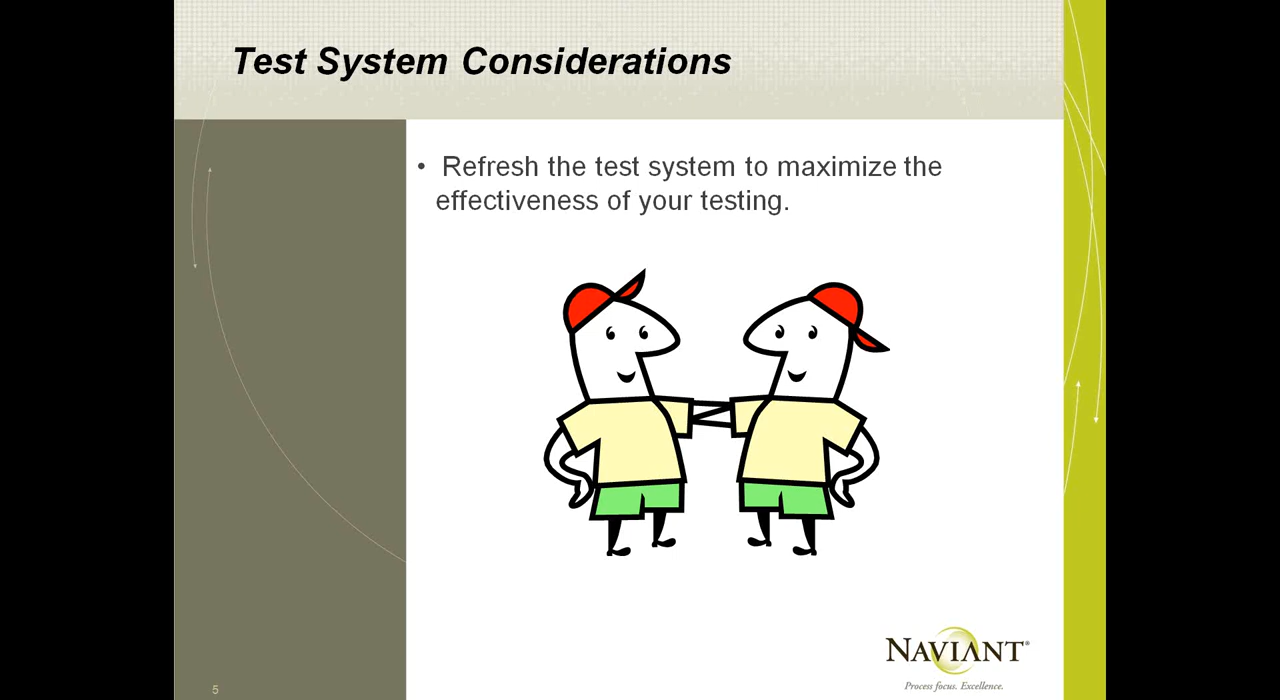 Test System Considerations
• Refresh the test system to maximize the
effectiveness of your testing.
NAVIANT®
Process focus. Excellence.
5